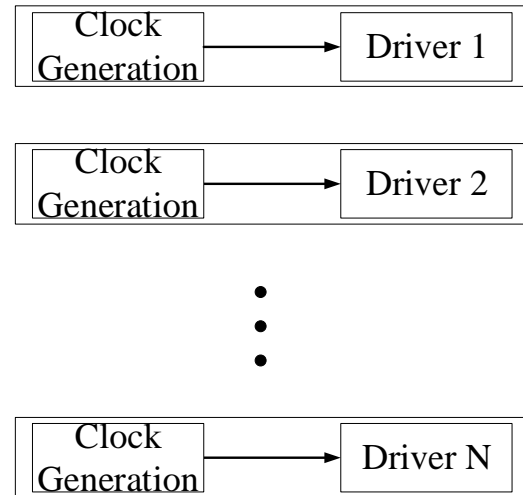 Clock
Generation
Driver 1
Clock
Generation
Driver 2
Clock
Generation
Driver N